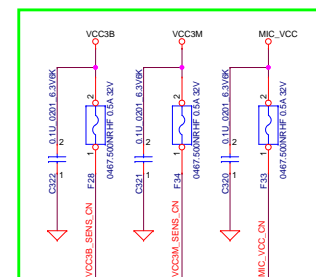 VCC3B
VCC3M
MIC_VCC
0.1U_0201_6.3V6K
2
1
C322
2
1
F28
0467.500NRHF 0.5A 32V
VCC3B_SENS_CN
0.1U_0201_6.3V6K
2
1
C321
2
1
F34
0467.500NRHF 0.5A 32V
VCC3M_SENS_CN
0.1U_0201_6.3V6K
2
1
C320
2
1
F33
0467.500NRHF 0.5A 32V
MIC_VCC_CN